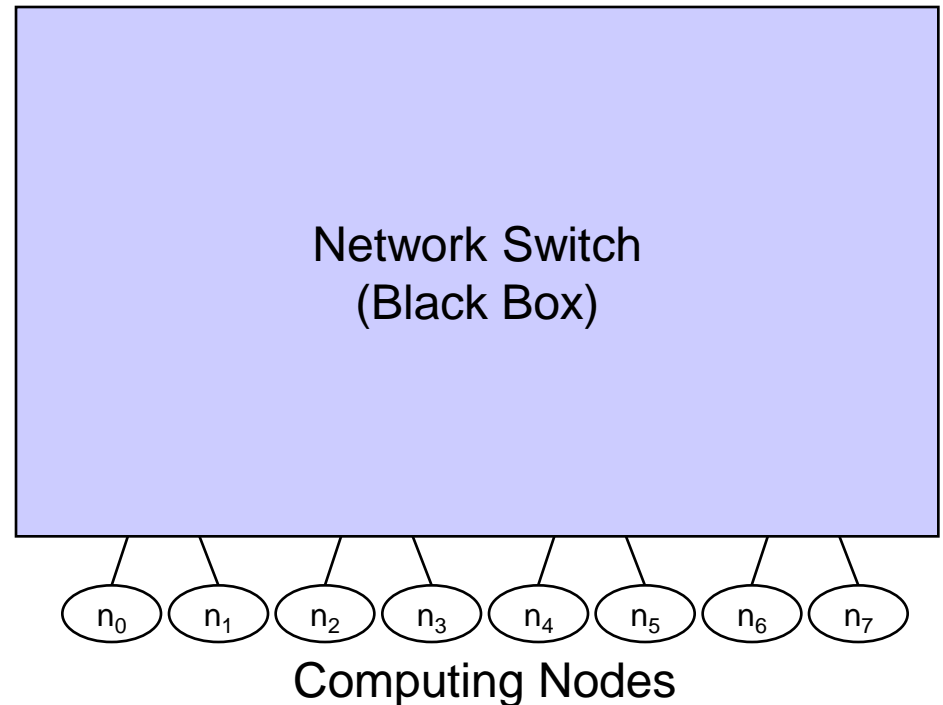 Network Switch
(Black Box)
n₀ n₁ n₂ n₃ n₄ n₅ n₆ n₇
Computing Nodes